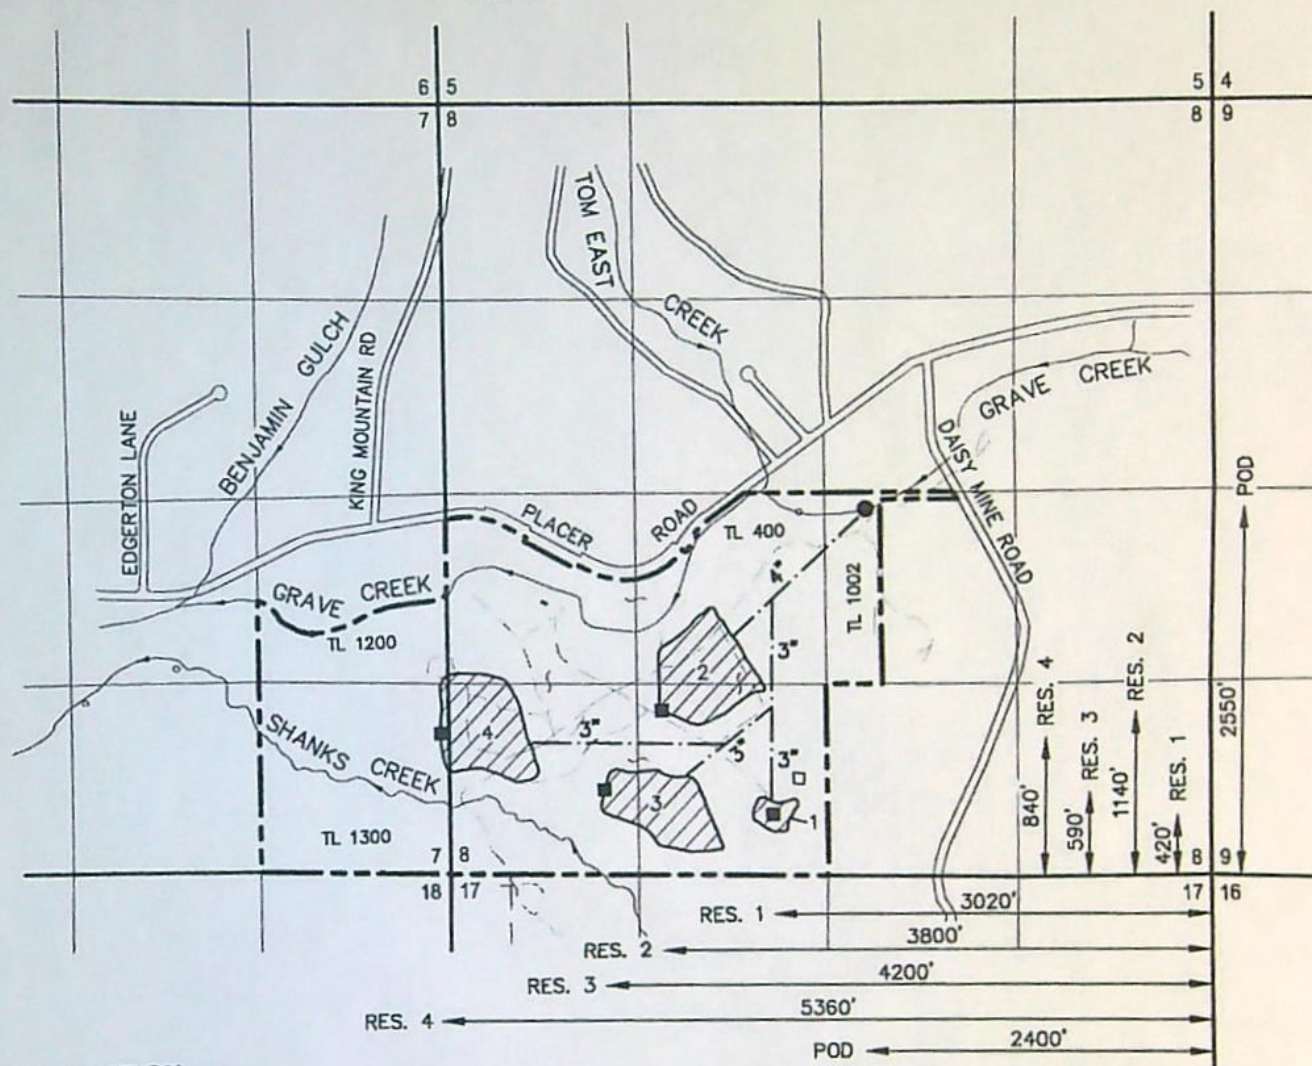 6 5
5 4
7 8
8 9
TOM EAST
CREEK
BENJAMIN GULCH
KING MOUNTAIN RD
EDGERTON LANE
GRAVE CREEK
DAISY MINE ROAD
POD
PLACER ROAD
TL 400
4"
TL 1002
GRAVE CREEK
TL 1200
3"
2
RES. 4
RES. 3
RES. 2
RES. 1
2550'
SHANKS CREEK
4
3"
3"
3"
3
1
840'
590'
1140'
420'
TL 1300
7 8
8 9
18 17
17 16
RES. 1
3020'
RES. 2
3800'
RES. 3
4200'
RES. 4
5360'
POD
2400'